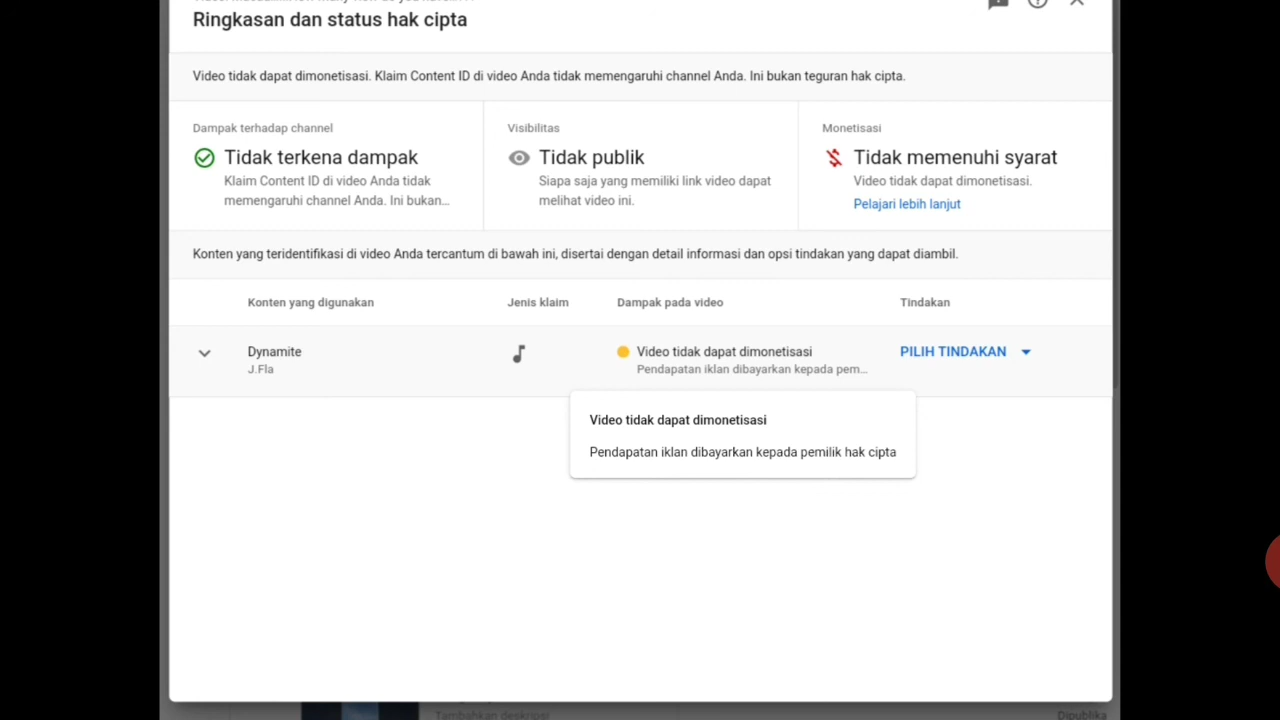 Ringkasan dan status hak cipta
Video tidak dapat dimonetisasi. Klaim Content ID di video Anda tidak memengaruhi channel Anda. Ini bukan teguran hak cipta.
Dampak terhadap channel
Tidak terkena dampak
Klaim Content ID di video Anda tidak
memengaruhi channel Anda. Ini bukan…
Visibilitas
Tidak publik
Siapa saja yang memiliki link video dapat
melihat video ini.
Monetisasi
Tidak memenuhi syarat
Video tidak dapat dimonetisasi.
Pelajari lebih lanjut
Konten yang teridentifikasi di video Anda tercantum di bawah ini, disertai dengan detail informasi dan opsi tindakan yang dapat diambil.
Konten yang digunakan
Jenis klaim
Dampak pada video
Tindakan
Dynamite
J.Fla
Video tidak dapat dimonetisasi
Pendapatan iklan dibayarkan kepada pem…
PILIH TINDAKAN
Video tidak dapat dimonetisasi
Pendapatan iklan dibayarkan kepada pemilik hak cipta
Tambahkan deskripsi
Dipublika